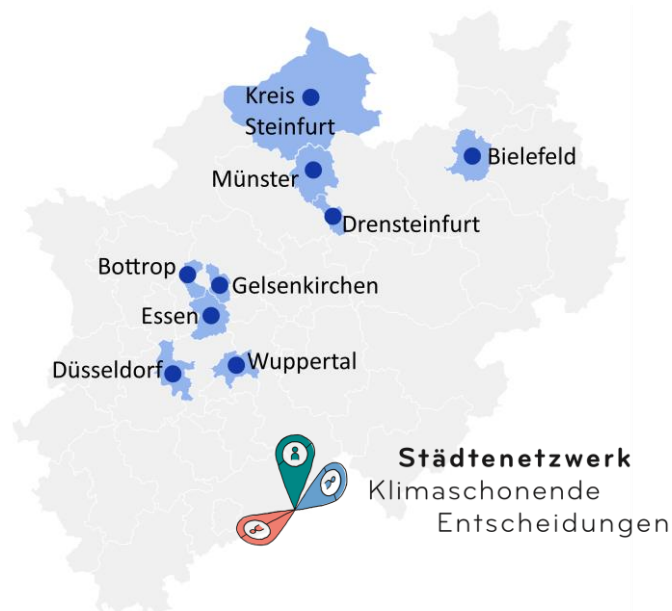 Kreis
Steinfurt
Bielefeld
Münster
Drensteinfurt
Bottrop
Gelsenkirchen
Essen
Wuppertal
Düsseldorf
Städtenetzwerk
Klimaschonende
Entscheidungen